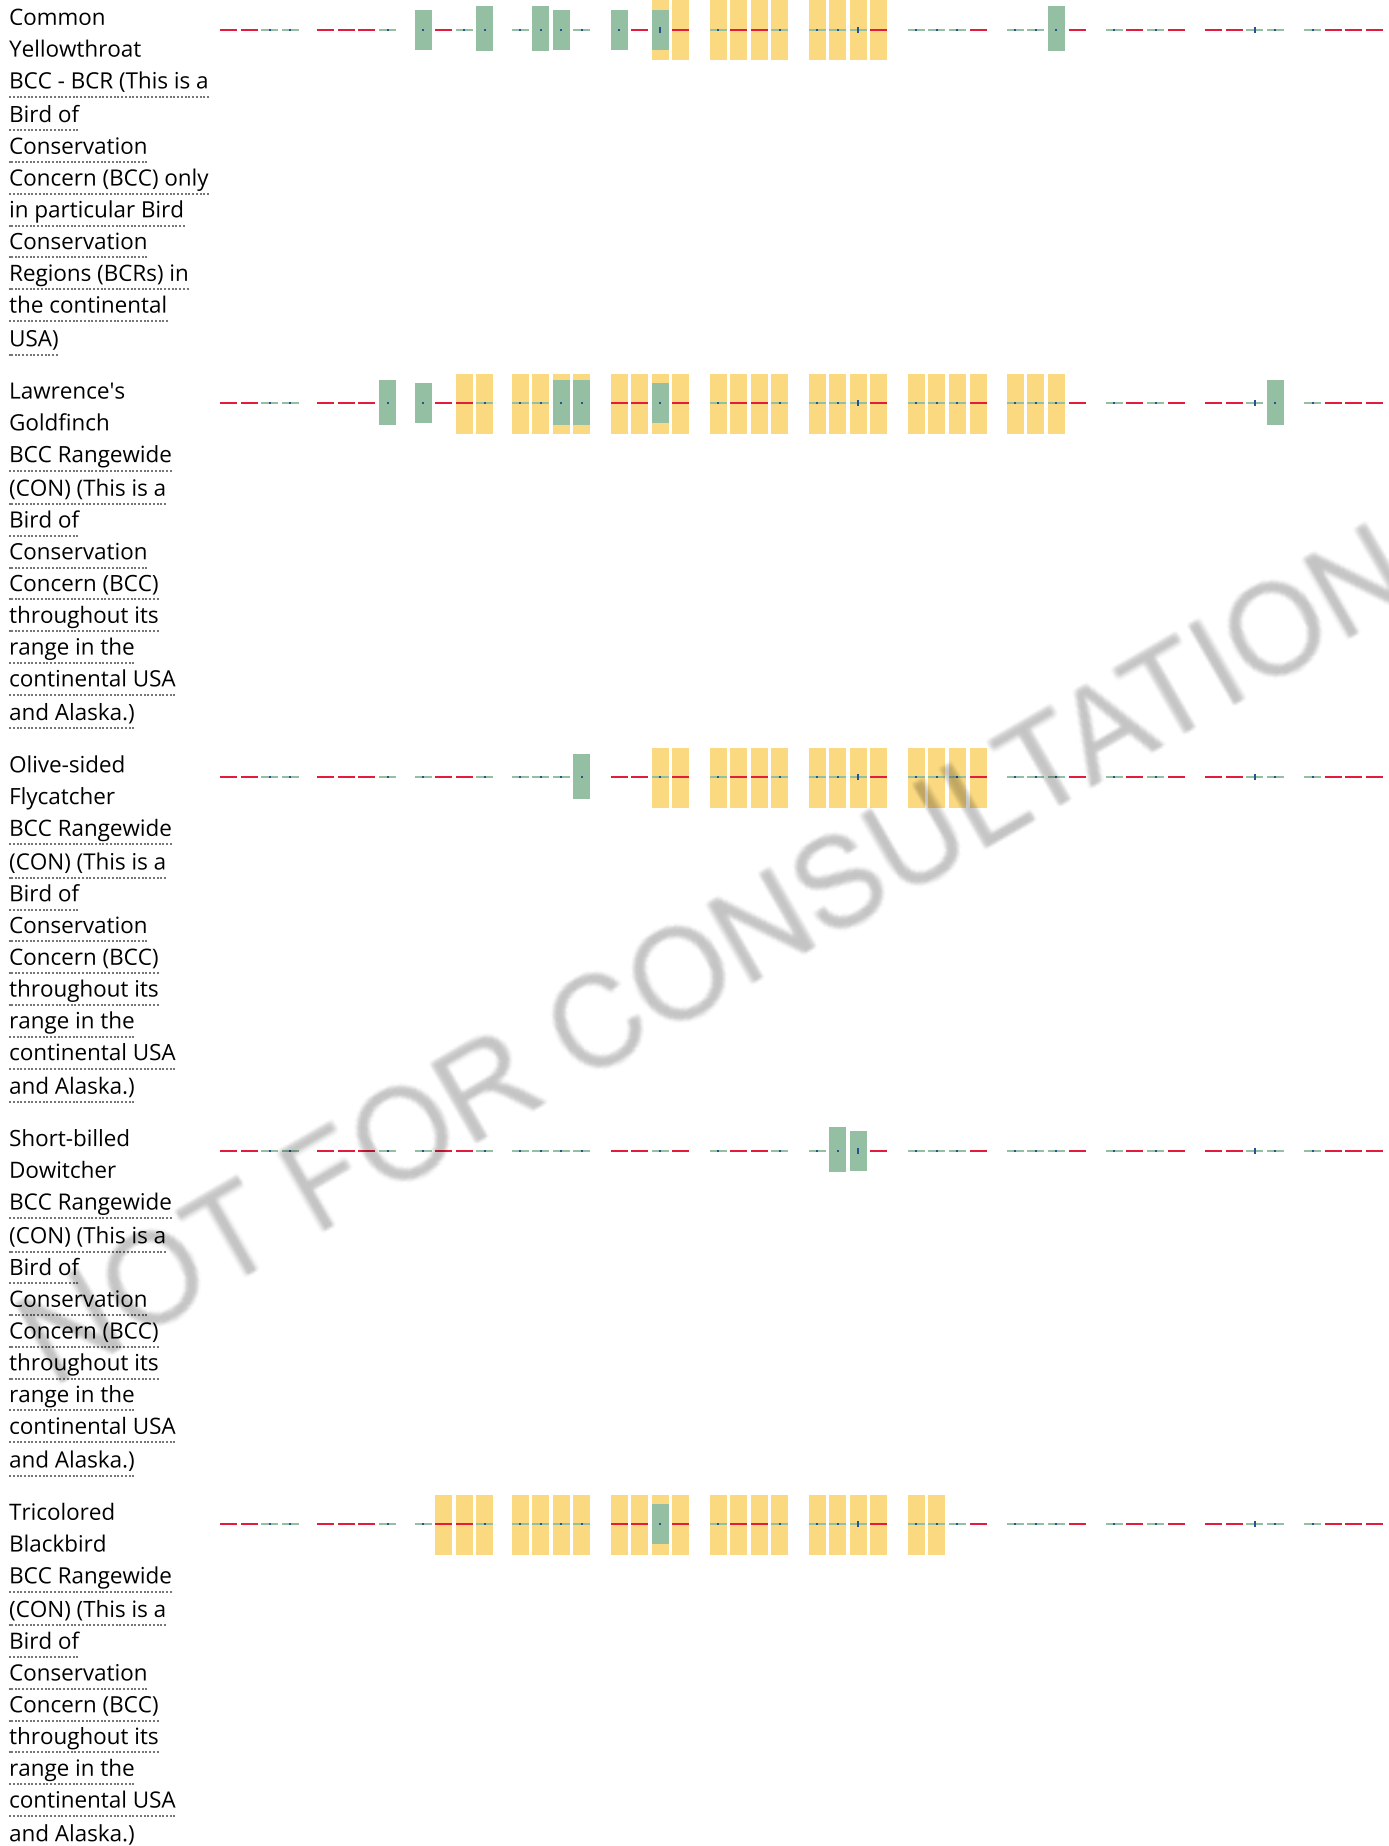 Common
Yellowthroat
BCC - BCR (This is a
Bird of
Conservation
Concern (BCC) only
in particular Bird
Conservation
Regions (BCRs) in
the continental
USA)
Lawrence's
Goldfinch
BCC Rangewide
(CON) (This is a
Bird of
Conservation
Concern (BCC)
throughout its
range in the
continental USA
and Alaska.)
Olive-sided
Flycatcher
BCC Rangewide
(CON) (This is a
Bird of
Conservation
Concern (BCC)
throughout its
range in the
continental USA
and Alaska.)
Short-billed
Dowitcher
BCC Rangewide
(CON) (This is a
Bird of
Conservation
Concern (BCC)
throughout its
range in the
continental USA
and Alaska.)
Tricolored
Blackbird
BCC Rangewide
(CON) (This is a
Bird of
Conservation
Concern (BCC)
throughout its
range in the
continental USA
and Alaska.)
NOT FOR CONSULTATION